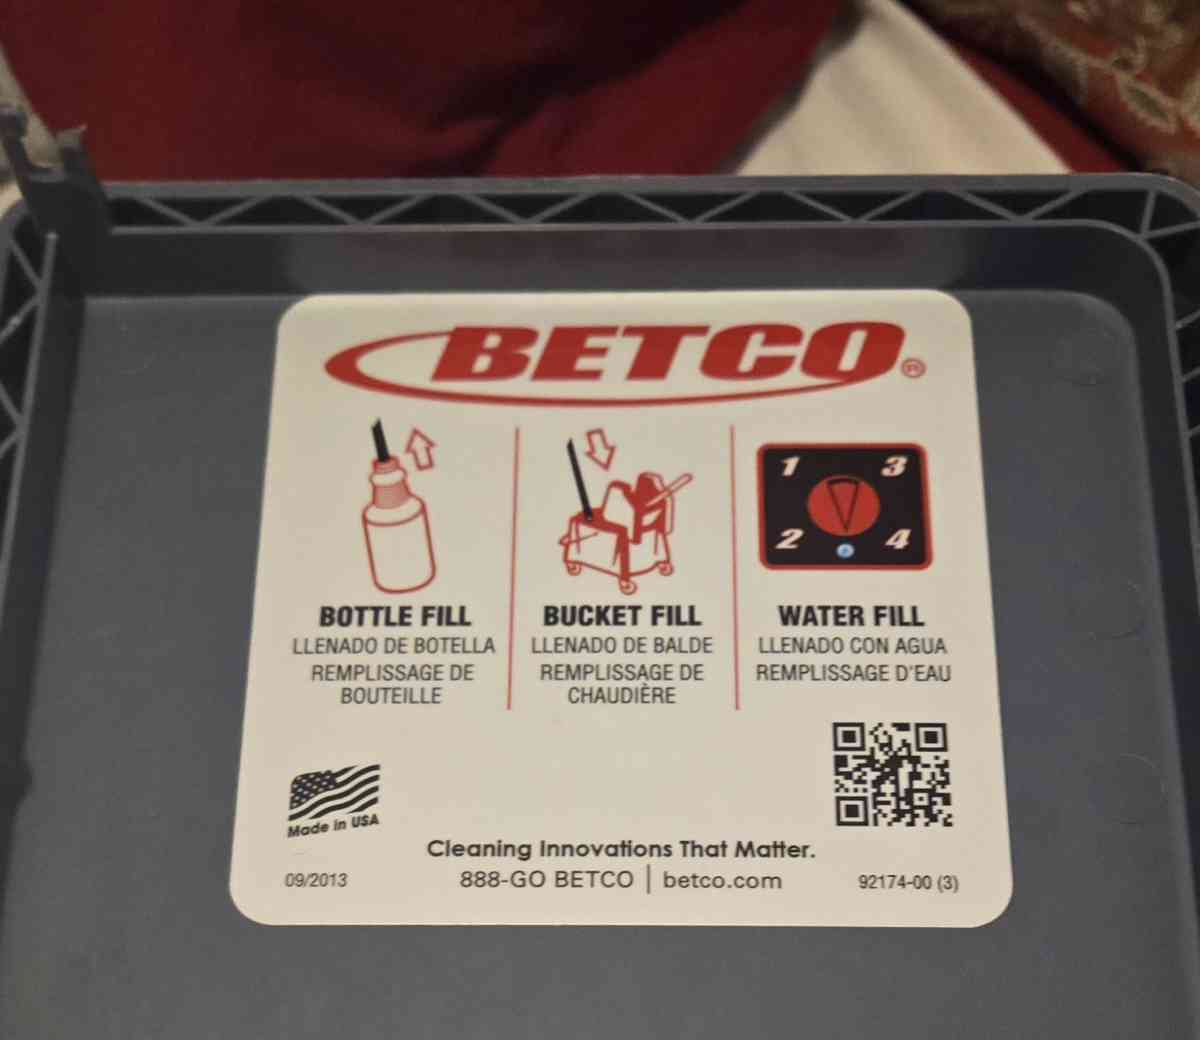 BETCO®
BOTTLE FILL
LLENADO DE BOTELLA
REMPLISSAGE DE
BOUTEILLE
BUCKET FILL
LLENADO DE BALDE
REMPLISSAGE DE
CHAUDIÈRE
1 3
2 4
WATER FILL
LLENADO CON AGUA
REMPLISSAGE D'EAU
Made in USA
Cleaning Innovations That Matter.
09/2013
888-GO BETCO | betco.com
92174-00 (3)